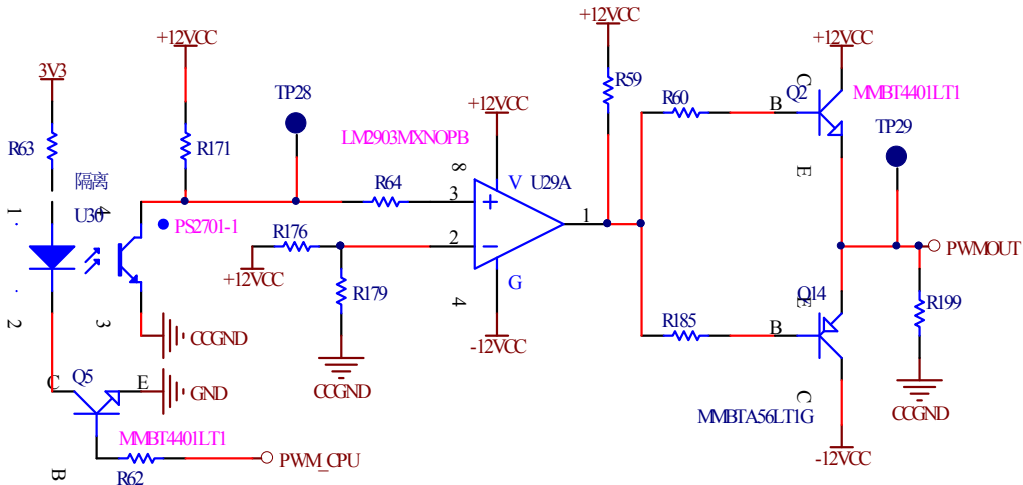 +12VCC
+12VCC
+12VCC
3V3
TP28
R59
C
Q2
MMBT4401LT1
+12VCC
R60
B
TP29
R63
R171
LM2903MXNOPB
隔离
8
V
U29A
E
R64
3
1
4
U30
PS2701-1
1
R176
2
PWMOUT
+12VCC
G
R179
4
Q14
E
R199
2
3
CCGND
-12VCC
R185
B
CCGND
C
Q5
E
GND
CCGND
C
MMBTA56LT1G
MMBT4401LT1
-12VCC
B
R62
PWM_CPU